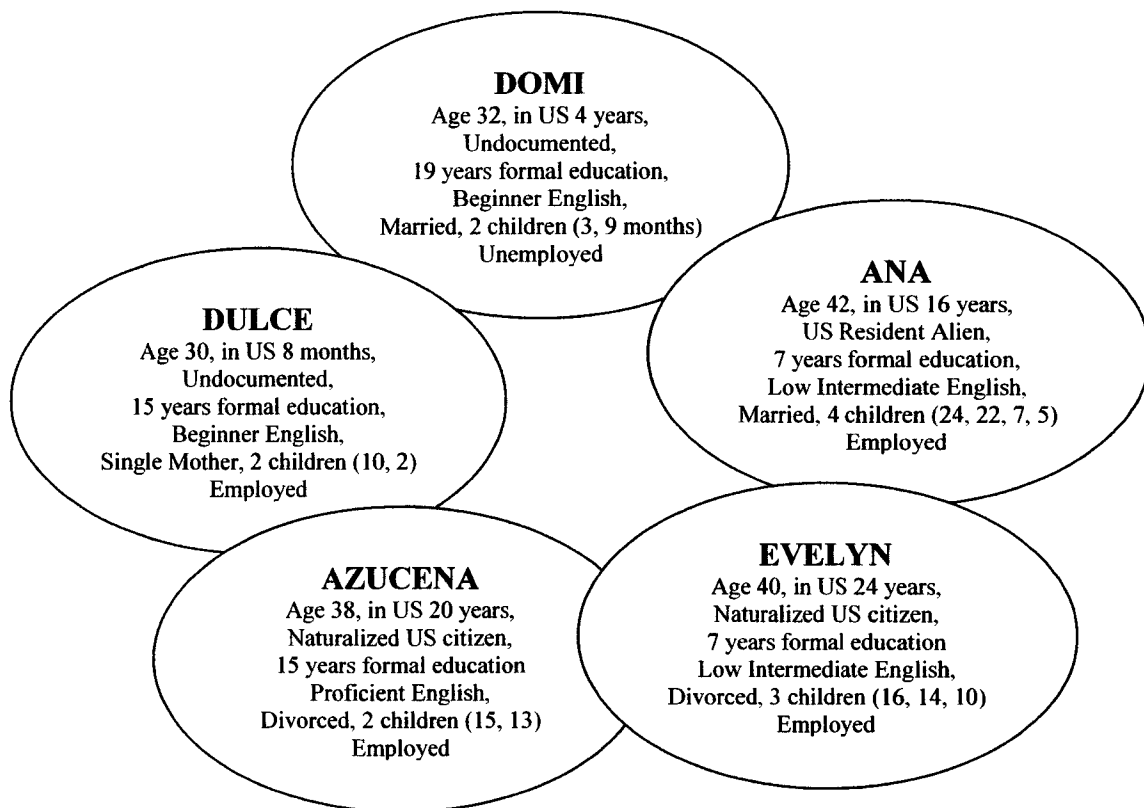 DOMI
Age 32, in US 4 years,
Undocumented,
19 years formal education,
Beginner English,
Married, 2 children (3, 9 months)
Unemployed
ANA
Age 42, in US 16 years,
US Resident Alien,
7 years formal education,
Low Intermediate English,
Married, 4 children (24, 22, 7, 5)
Employed
DULCE
Age 30, in US 8 months,
Undocumented,
15 years formal education,
Beginner English,
Single Mother, 2 children (10, 2)
Employed
EVELYN
Age 40, in US 24 years,
Naturalized US citizen,
7 years formal education
Low Intermediate English,
Divorced, 3 children (16, 14, 10)
Employed
AZUCENA
Age 38, in US 20 years,
Naturalized US citizen,
15 years formal education
Proficient English,
Divorced, 2 children (15, 13)
Employed